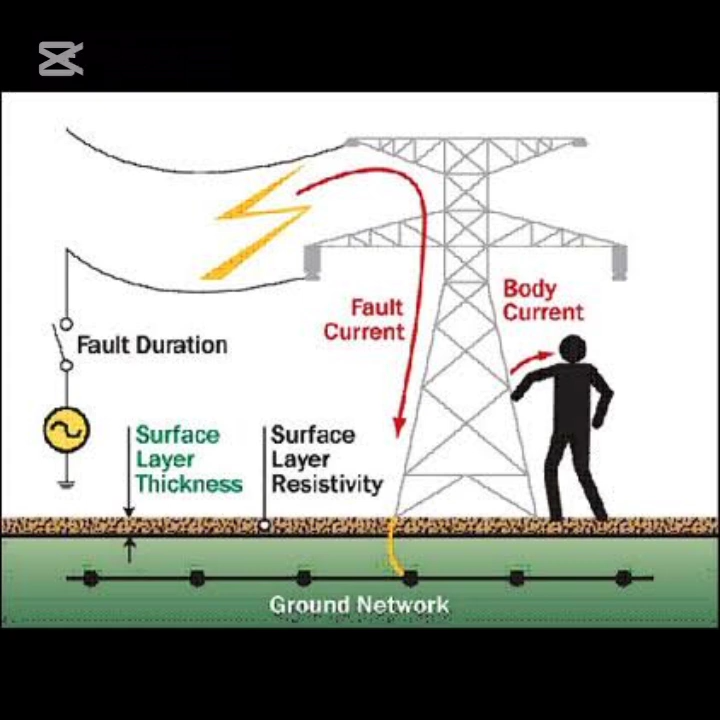 Body
Current
Fault
Current
Fault Duration
Surface
Layer
Thickness
Surface
Layer
Resistivity
Ground Network